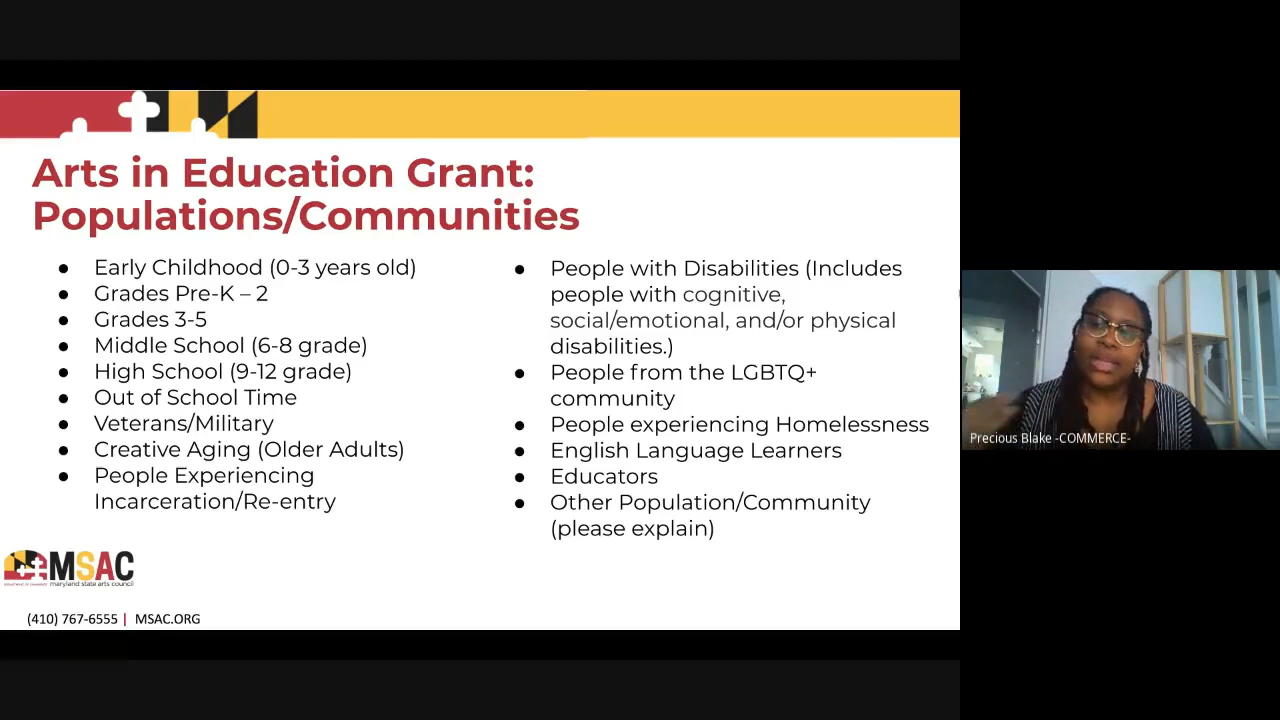 Arts in Education Grant:
Populations/Communities
● Early Childhood (0-3 years old)
● Grades Pre-K – 2
● Grades 3-5
● Middle School (6-8 grade)
● High School (9-12 grade)
● Out of School Time
● Veterans/Military
● Creative Aging (Older Adults)
● People Experiencing
Incarceration/Re-entry
● People with Disabilities (Includes
people with cognitive,
social/emotional, and/or physical
disabilities.)
● People from the LGBTQ+
community
● People experiencing Homelessness
● English Language Learners
● Educators
● Other Population/Community
(please explain)
MSAC
maryland state arts council
(410) 767-6555 | MSAC.ORG
Precious Blake -COMMERCE-